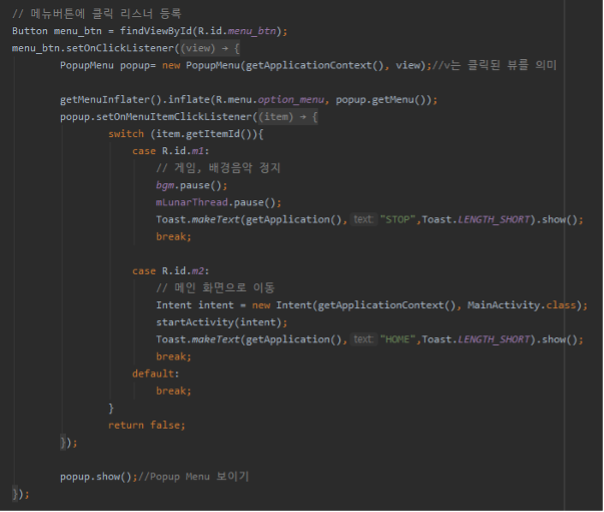 // 메뉴버튼에 클릭 리스너 등록
Button menu_btn = findViewById(R.id.menu_btn);
menu_btn.setOnClickListener((view) → {
PopupMenu popup= new PopupMenu(getApplicationContext(), view);//v는 클릭된 뷰를 의미
getMenuInflater().inflate(R.menu.option_menu, popup.getMenu());
popup.setOnMenuItemClickListener((item) → {
switch (item.getItemId()){
case R.id.m1:
// 게임, 배경음악 정지
bgm.pause();
mLunarThread.pause();
Toast.makeText(getApplication(), text: "STOP",Toast.LENGTH_SHORT).show();
break;
case R.id.m2:
// 메인 화면으로 이동
Intent intent = new Intent(getApplicationContext(), MainActivity.class);
startActivity(intent);
Toast.makeText(getApplication(), text: "HOME",Toast.LENGTH_SHORT).show();
break;
default:
break;
}
return false;
});
popup.show();//Popup Menu 보이기
});